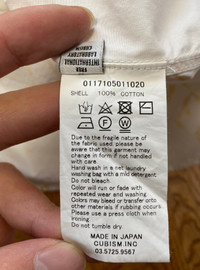 INTERNATIONAL
LABORATORY
0117105011020
SHELL 100% COTTON
Due to the fragile nature of
the fabric used, please be
aware that this garment may
change in form if not handled
with care.
Hand wash in a net laundry
washing bag with a mild detergent.
Do not bleach
Color will run or fade with
repeated wear and washing
Colors may bleed or transfer onto
other materials if rubbing occurs.
Please use a press cloth when
ironing
Do not tumble dry
MADE IN JAPAN
CUBISM.INC
03.5725.9567